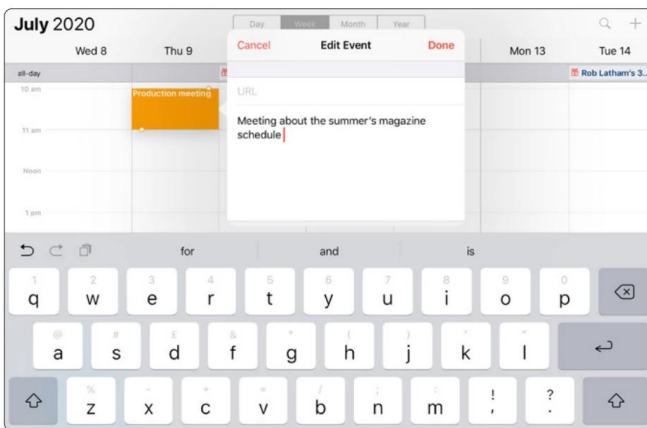 July 2020
Day Week Month Year
Wed 8 Thu 9 Mon 13 Tue 14
Cancel Edit Event Done
all-day
Rob Latham's 3..
10 am
Production meeting
URL
Meeting about the summer's magazine
schedule
11 am
Noon
1 pm
for and is
1 2 3 4 5 6 7 8 9 0
q w e r t y u i o p
@ # £ & * ( ) ' "
a s d f g h j k l
% - + = / ; : ! ?
z x c v b n m , .